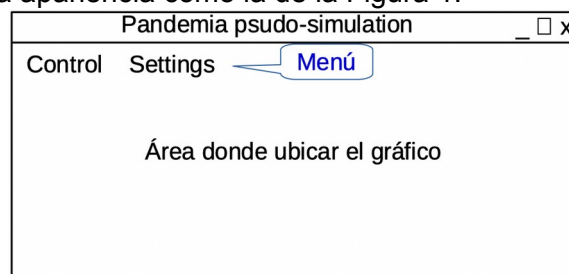 a apariencia como la de la Figura 1.
Pandemia psudo-simulation _ □ x
Control Settings Menú
Área donde ubicar el gráfico